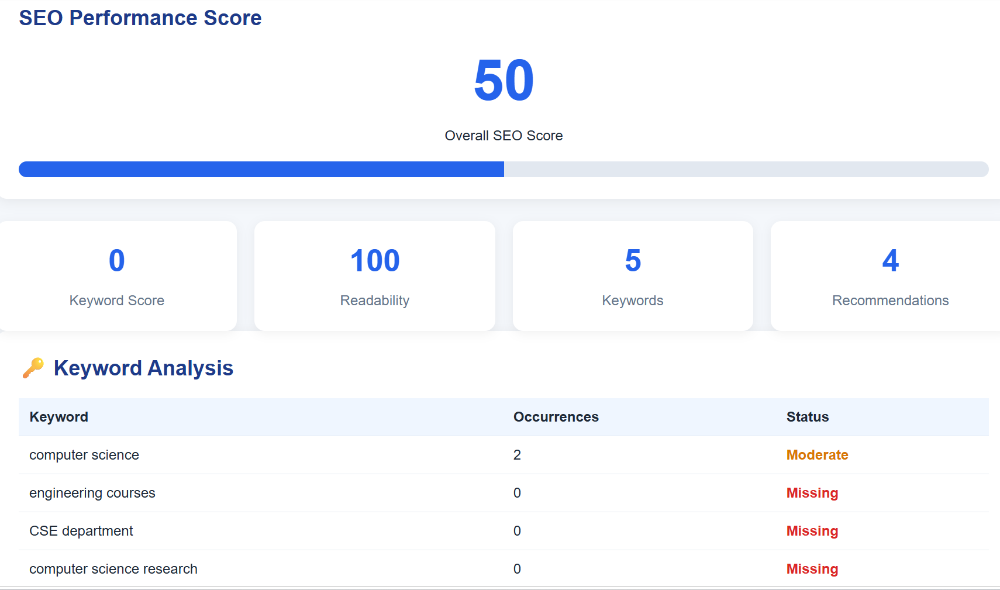 SEO Performance Score
50
Overall SEO Score
0
Keyword Score
100
Readability
5
Keywords
4
Recommendations
🔑 Keyword Analysis
Keyword Occurrences Status
computer science 2 Moderate
engineering courses 0 Missing
CSE department 0 Missing
computer science research 0 Missing